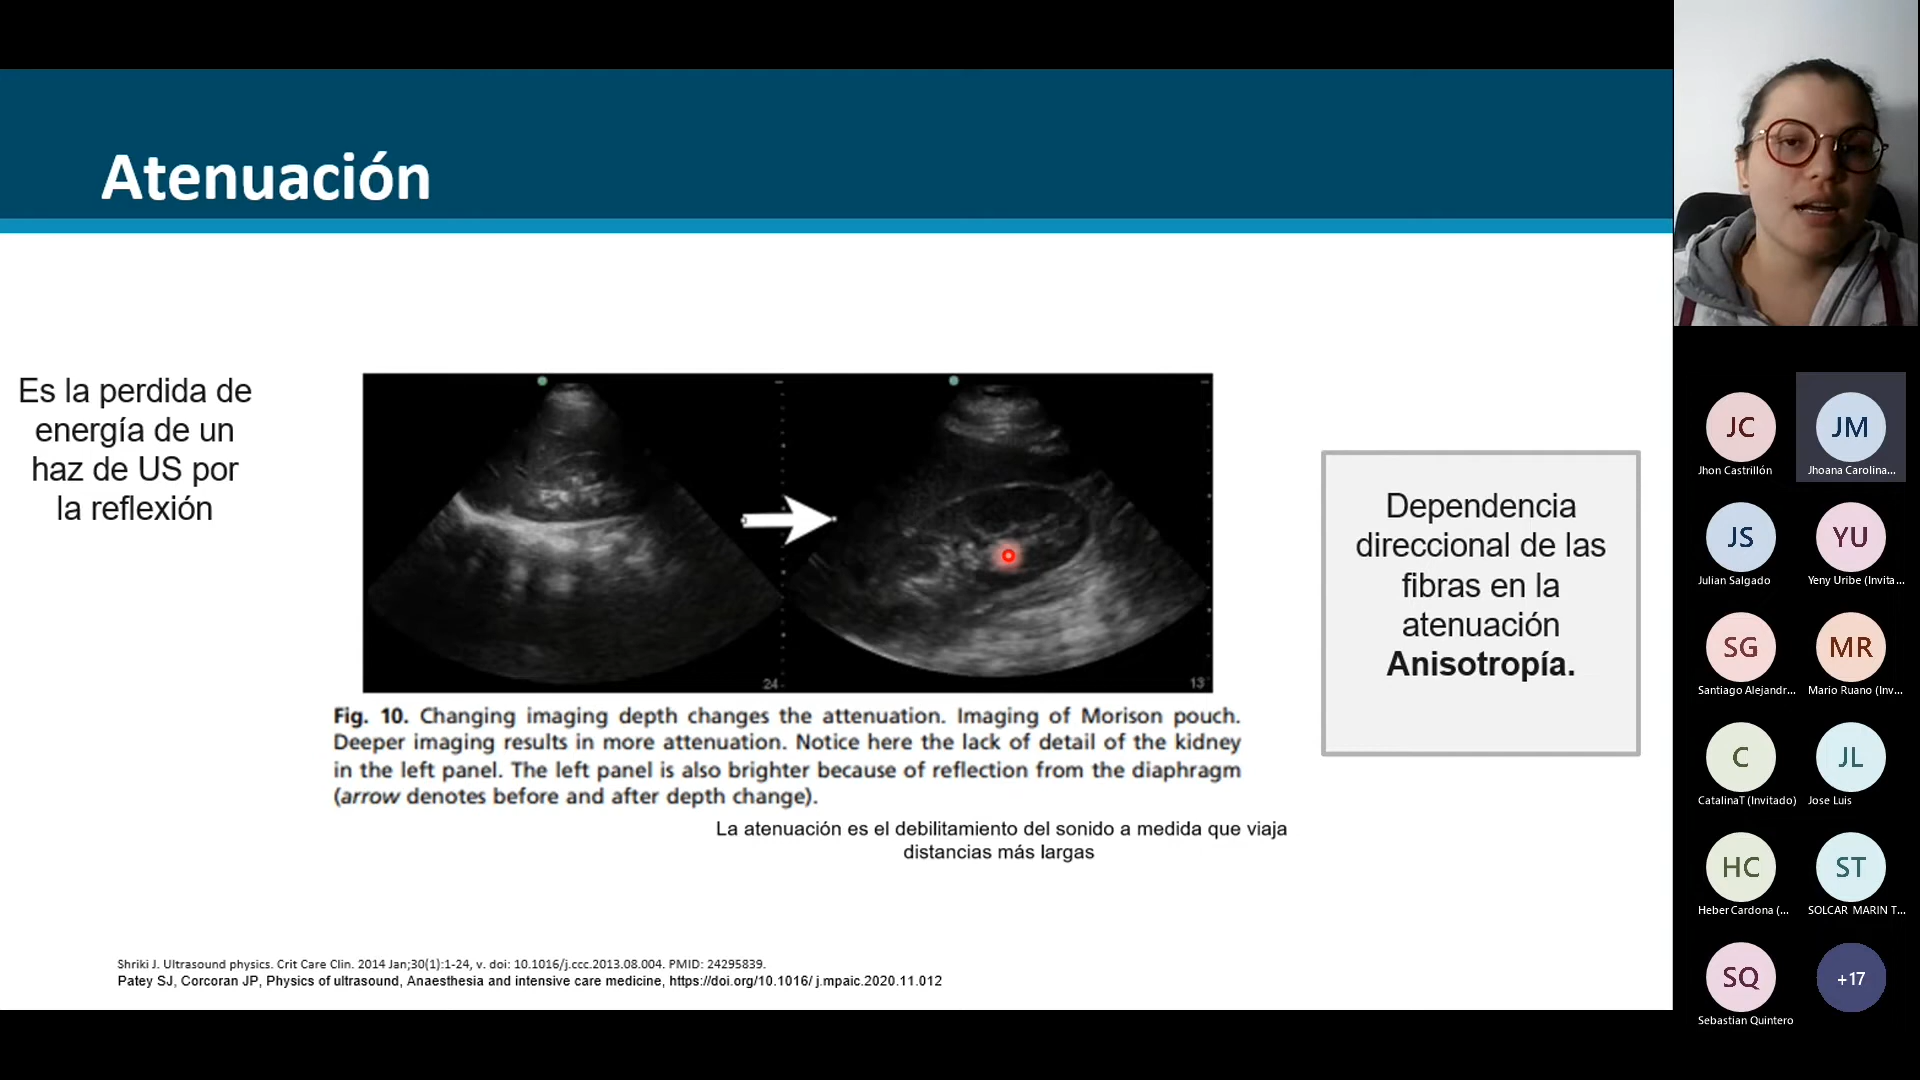 Atenuación
Es la perdida de
energía de un
haz de US por
la reflexión
24
13
Dependencia
direccional de las
fibras en la
atenuación
Anisotropía.
Fig. 10. Changing imaging depth changes the attenuation. Imaging of Morison pouch.
Deeper imaging results in more attenuation. Notice here the lack of detail of the kidney
in the left panel. The left panel is also brighter because of reflection from the diaphragm
(arrow denotes before and after depth change).
La atenuación es el debilitamiento del sonido a medida que viaja
distancias más largas
Shriki J. Ultrasound physics. Crit Care Clin. 2014 Jan;30(1):1-24, v. doi: 10.1016/j.ccc.2013.08.004. PMID: 24295839.
Patey SJ, Corcoran JP, Physics of ultrasound, Anaesthesia and intensive care medicine, https://doi.org/10.1016/ j.mpaic.2020.11.012
JC
Jhon Castrillón
JM
Jhoana Carolina...
JS
Julian Salgado
YU
Yeny Uribe (Invita...
SG
Santiago Alejandr...
MR
Mario Ruano (Inv...
C
CatalinaT (Invitado)
JL
Jose Luis
HC
Heber Cardona (...
ST
SOLCAR MARIN T...
SQ
Sebastian Quintero
+17